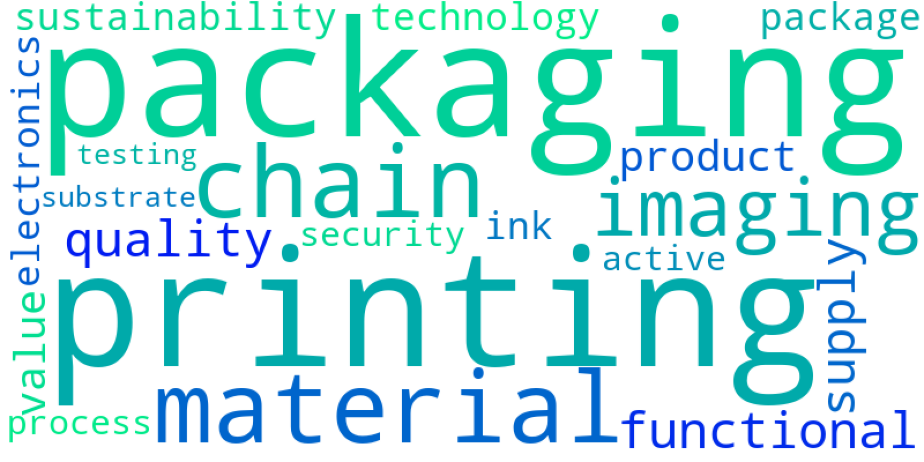 sustainability technology package
packaging
electronics
testing
chain
product
substrate
imaging
quality
security
ink
active
printing
supply
value
material
process
functional